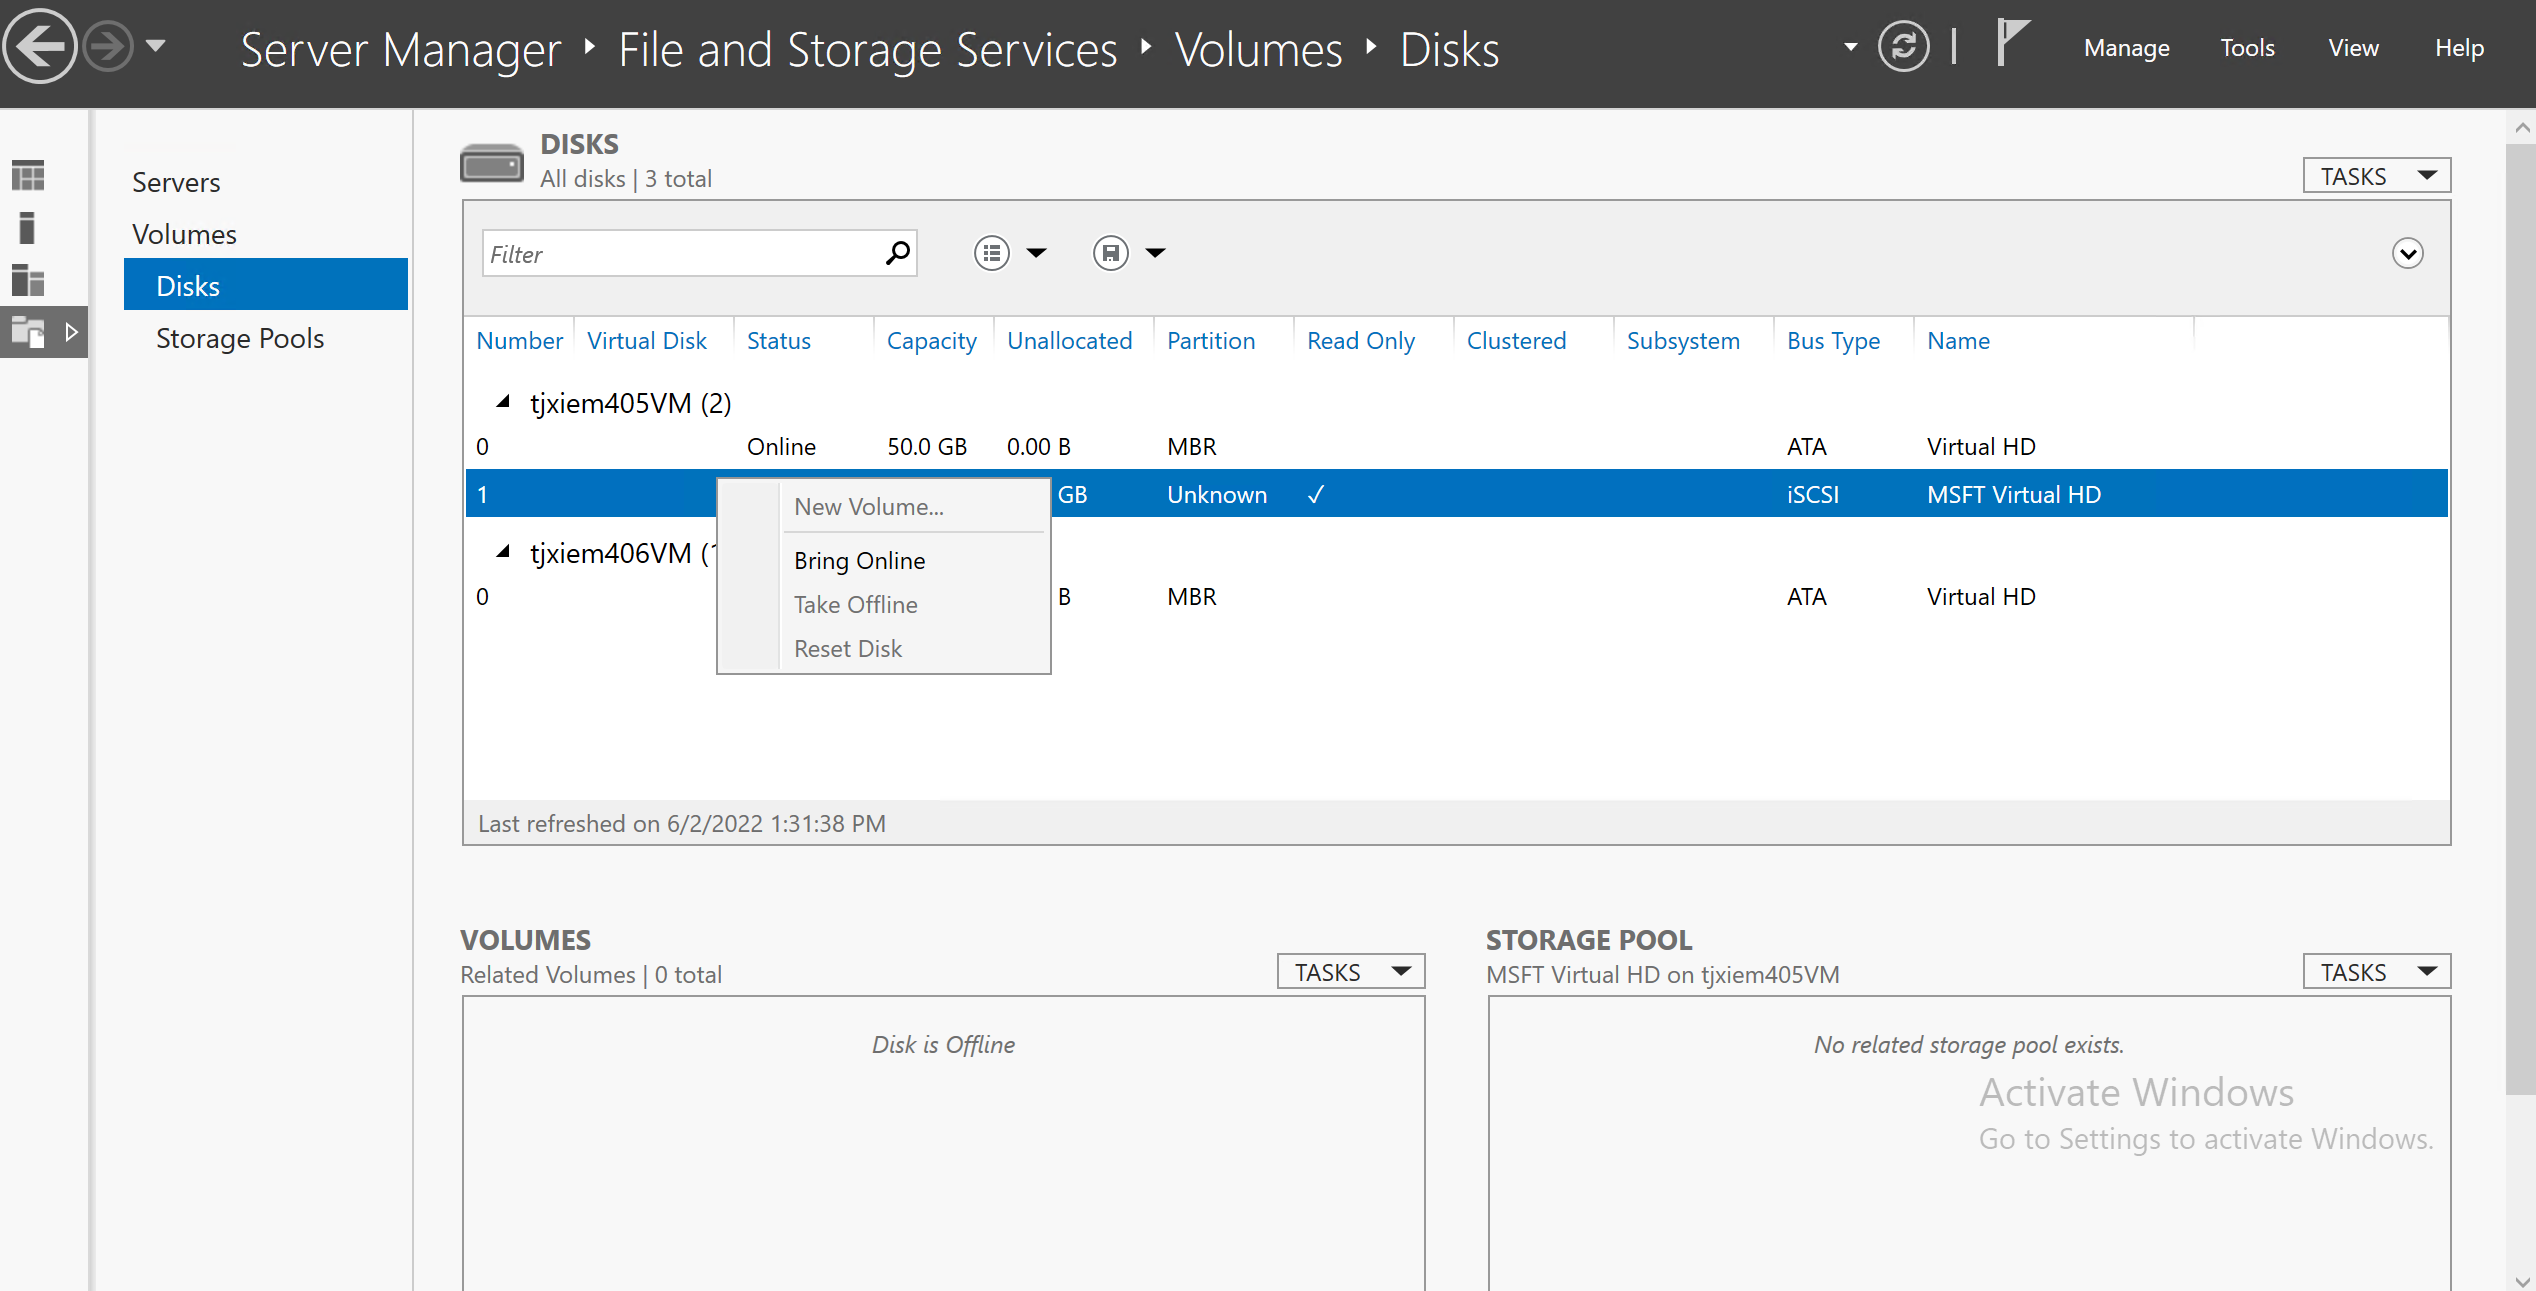 Server Manager ‣ File and Storage Services ‣ Volumes ‣ Disks
Manage Tools View Help
Servers
Volumes
Disks
Storage Pools
DISKS
All disks | 3 total
TASKS
Filter
Number Virtual Disk Status Capacity Unallocated Partition Read Only Clustered Subsystem Bus Type Name
tjxiem405VM (2)
0 Online 50.0 GB 0.00 B MBR ATA Virtual HD
1 GB Unknown ✓ iSCSI MSFT Virtual HD
tjxiem406VM (
0 B MBR ATA Virtual HD
New Volume...
Bring Online
Take Offline
Reset Disk
Last refreshed on 6/2/2022 1:31:38 PM
VOLUMES
Related Volumes | 0 total
TASKS
Disk is Offline
STORAGE POOL
MSFT Virtual HD on tjxiem405VM
TASKS
No related storage pool exists.
Activate Windows
Go to Settings to activate Windows.